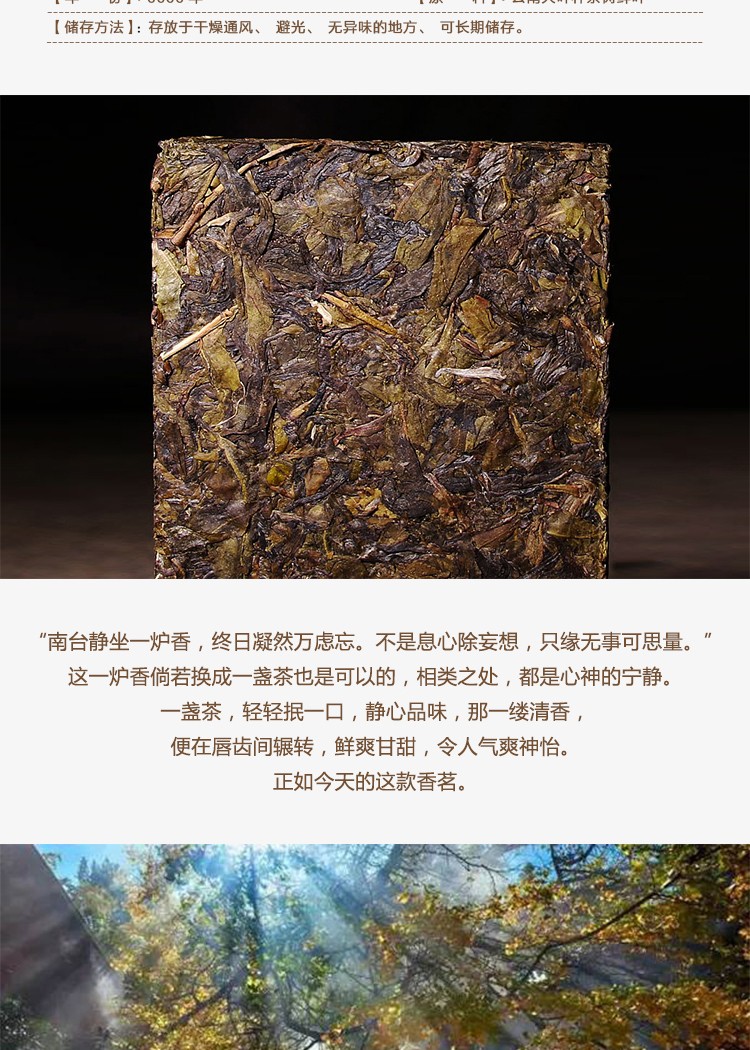 【储存方法】：存放于干燥通风、 避光、 无异味的地方、 可长期储存。
“南台静坐一炉香，终日凝然万虑忘。不是息心除妄想，只缘无事可思量。”
这一炉香倘若换成一盏茶也是可以的，相类之处，都是心神的宁静。
一盏茶，轻轻抿一口，静心品味，那一缕清香，
便在唇齿间辗转，鲜爽甘甜，令人气爽神怡。
正如今天的这款香茗。